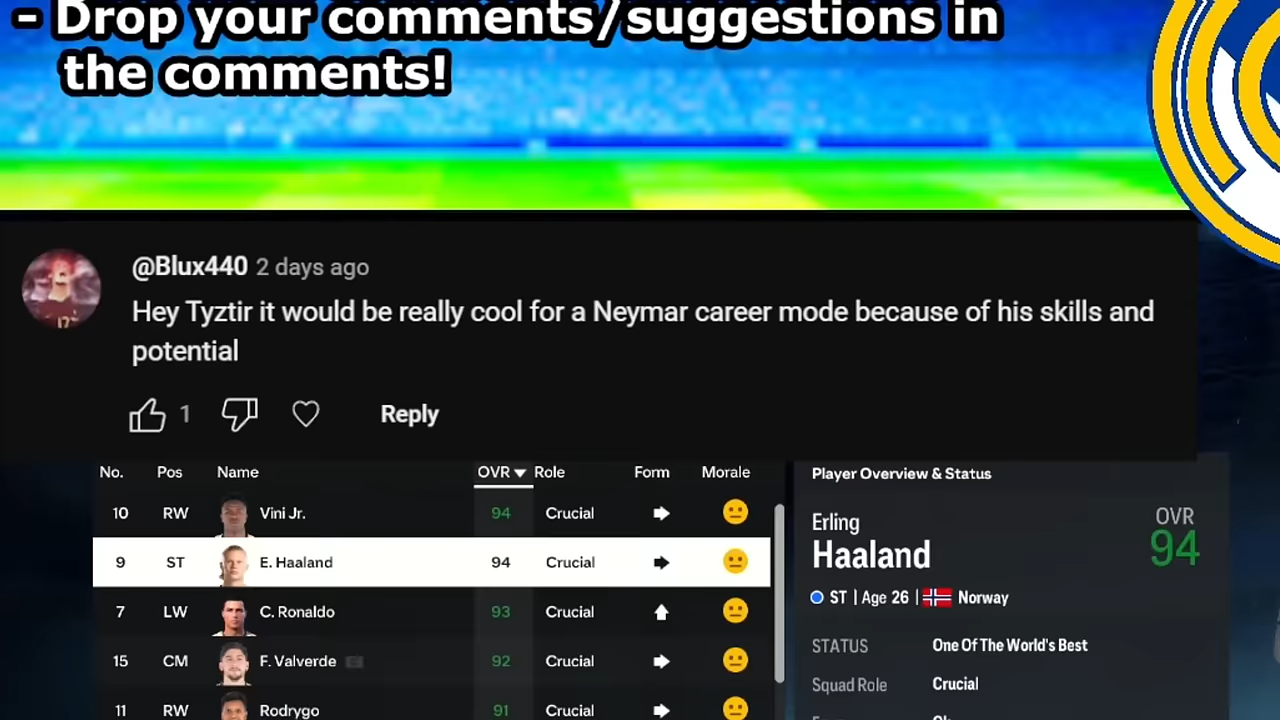 - Drop your comments/suggestions in
the comments!
@Blux440 2 days ago
Hey Tyztir it would be really cool for a Neymar career mode because of his skills and
potential
1 Reply
No. Pos Name OVR Role Form Morale
10 RW Vini Jr. 94 Crucial
9 ST E. Haaland 94 Crucial
7 LW C. Ronaldo 93 Crucial
15 CM F. Valverde 92 Crucial
11 RW Rodrygo 91 Crucial
Player Overview & Status
Erling OVR
Haaland 94
ST | Age 26 | Norway
STATUS One Of The World's Best
Squad Role Crucial